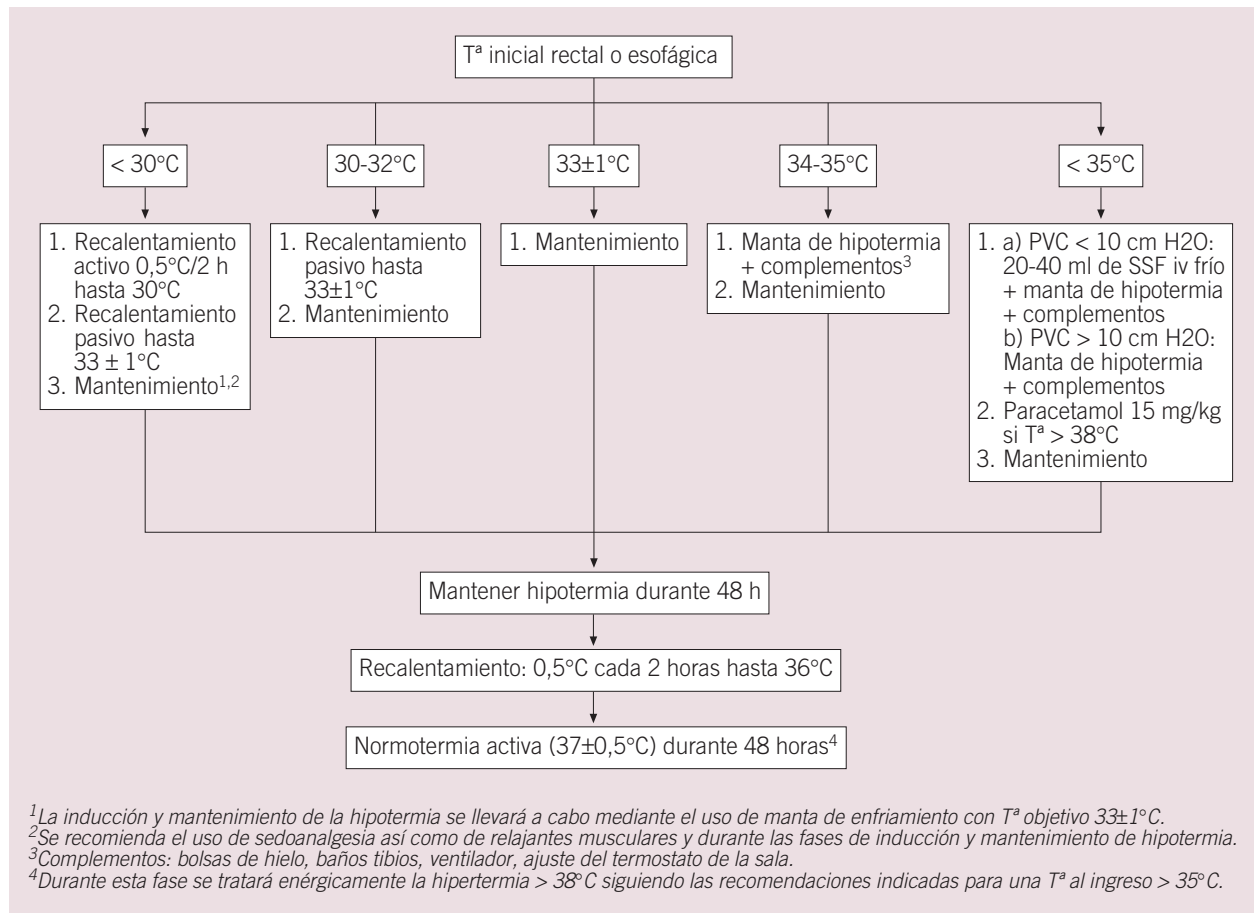 Tª inicial rectal o esofágica
< 30°C
30-32°C
33±1°C
34-35°C
< 35°C
1. Recalentamiento
activo 0,5°C/2 h
hasta 30°C
2. Recalentamiento
pasivo hasta
33 ± 1°C
3. Mantenimiento1,2
1. Recalentamiento
pasivo hasta
33±1°C
2. Mantenimiento
1. Mantenimiento
1. Manta de hipotermia
+ complementos3
2. Mantenimiento
1. a) PVC < 10 cm H2O:
20-40 ml de SSF iv frío
+ manta de hipotermia
+ complementos
b) PVC > 10 cm H2O:
Manta de hipotermia
+ complementos
2. Paracetamol 15 mg/kg
si Tª > 38°C
3. Mantenimiento
Mantener hipotermia durante 48 h
Recalentamiento: 0,5°C cada 2 horas hasta 36°C
Normotermia activa (37±0,5°C) durante 48 horas4
1La inducción y mantenimiento de la hipotermia se llevará a cabo mediante el uso de manta de enfriamiento con Tª objetivo 33±1°C.
2Se recomienda el uso de sedoanalgesia así como de relajantes musculares y durante las fases de inducción y mantenimiento de hipotermia.
3Complementos: bolsas de hielo, baños tibios, ventilador, ajuste del termostato de la sala.
4Durante esta fase se tratará enérgicamente la hipertermia > 38°C siguiendo las recomendaciones indicadas para una Tª al ingreso > 35°C.